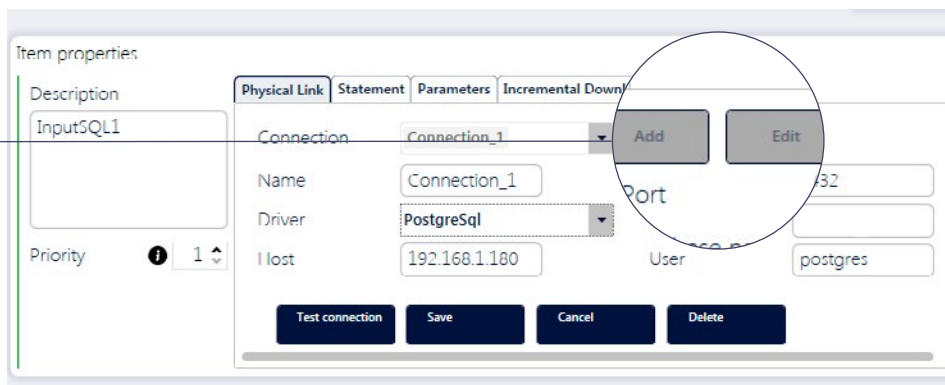 Item properties
Description
Physical Link Statement Parameters Incremental Downl
InputSQL1
Connection Connection_1 Add Edit
Name Connection_1 Port 432
Driver PostgreSql
Host 192.168.1.180 User postgres
Priority 1
Test connection Save Cancel Delete